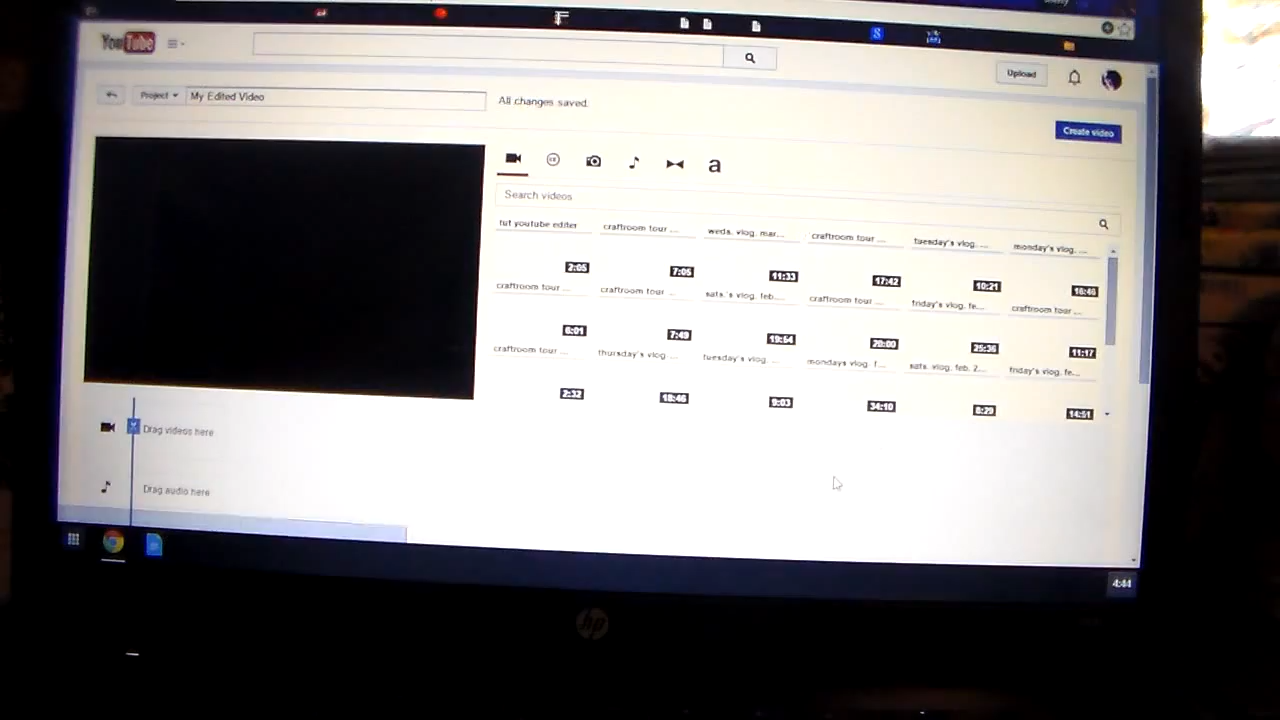 YouTube
Upload
Project
My Edited Video
All changes saved.
Create video
a
Search videos
tut youtube editer
craftroom tour ...
weds. vlog. mar...
craftroom tour ...
tuesday's vlog. ...
monday's vlog. ...
2:05
7:05
11:33
17:42
10:21
16:46
craftroom tour ...
craftroom tour ...
sats.'s vlog. feb....
craftroom tour ...
friday's vlog. fe...
craftroom tour ...
6:01
7:49
19:54
20:00
25:36
11:17
craftroom tour ...
thursday's vlog ...
tuesday's vlog. ...
mondays vlog. f...
sats. vlog. feb. 2...
friday's vlog. fe...
2:32
18:46
9:03
34:10
8:29
14:51
Drag videos here
Drag audio here
4:44
hp